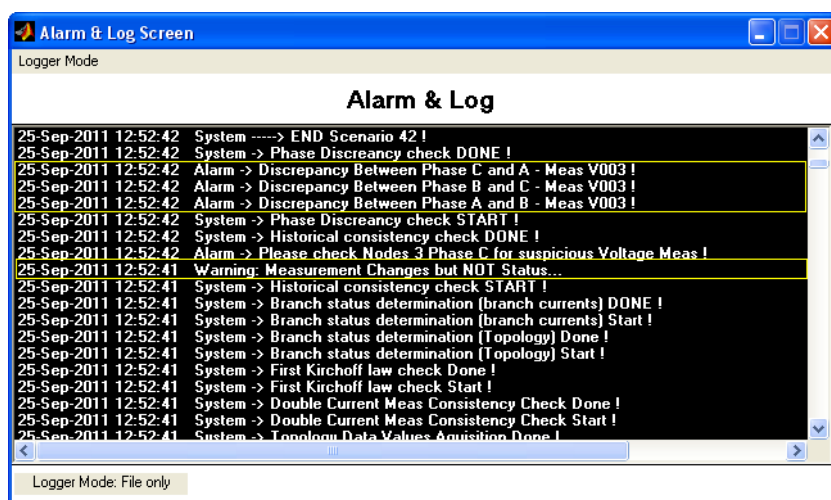 Alarm & Log Screen
Logger Mode
Alarm & Log
25-Sep-2011 12:52:42 System -----> END Scenario 42 !
25-Sep-2011 12:52:42 System -> Phase Discreancy check DONE !
25-Sep-2011 12:52:42 Alarm -> Discrepancy Between Phase C and A - Meas V003 !
25-Sep-2011 12:52:42 Alarm -> Discrepancy Between Phase B and C - Meas V003 !
25-Sep-2011 12:52:42 Alarm -> Discrepancy Between Phase A and B - Meas V003 !
25-Sep-2011 12:52:42 System -> Phase Discreancy check START !
25-Sep-2011 12:52:42 System -> Historical consistency check DONE !
25-Sep-2011 12:52:42 Alarm -> Please check Nodes 3 Phase C for suspicious Voltage Meas !
25-Sep-2011 12:52:41 Warning: Measurement Changes but NOT Status...
25-Sep-2011 12:52:41 System -> Historical consistency check START !
25-Sep-2011 12:52:41 System -> Branch status determination (branch currents) DONE !
25-Sep-2011 12:52:41 System -> Branch status determination (branch currents) Start !
25-Sep-2011 12:52:41 System -> Branch status determination (Topology) Done !
25-Sep-2011 12:52:41 System -> Branch status determination (Topology) Start !
25-Sep-2011 12:52:41 System -> First Kirchoff law check Done !
25-Sep-2011 12:52:41 System -> First Kirchoff law check Start !
25-Sep-2011 12:52:41 System -> Double Current Meas Consistency Check Done !
25-Sep-2011 12:52:41 System -> Double Current Meas Consistency Check Start !
25-Sep-2011 12:52:41 System -> Topology Data Values Aquisition Done !
Logger Mode: File only